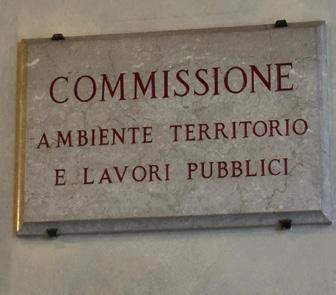 COMMISSIONE
AMBIENTE TERRITORIO
E LAVORI PUBBLICI